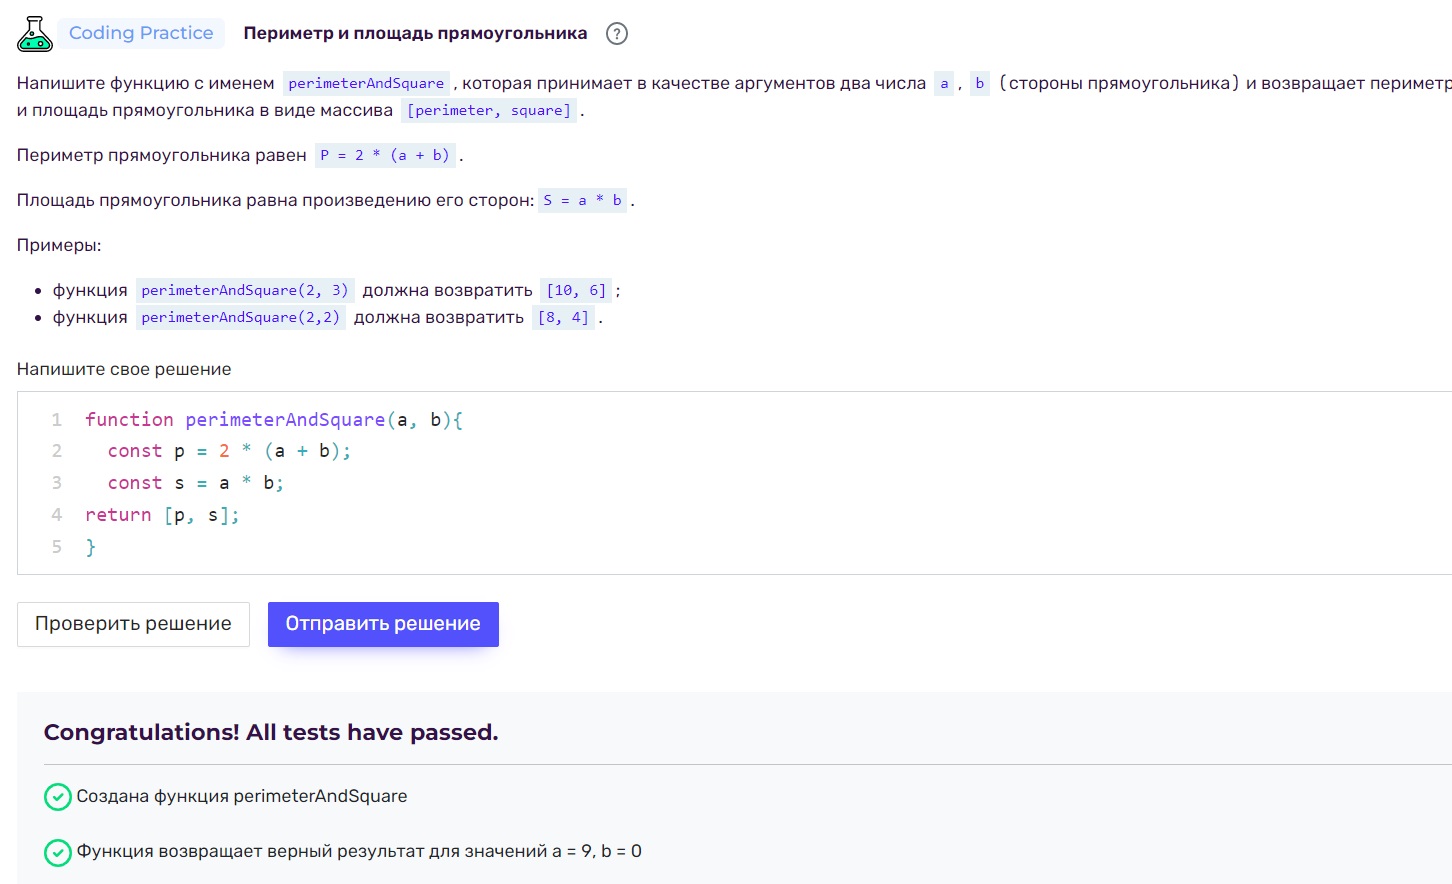 Coding Practice Периметр и площадь прямоугольника ?
Напишите функцию с именем perimeterAndSquare, которая принимает в качестве аргументов два числа a, b (стороны прямоугольника) и возвращает периметр
и площадь прямоугольника в виде массива [perimeter, square].
Периметр прямоугольника равен P = 2 * (a + b).
Площадь прямоугольника равна произведению его сторон: S = a * b.
Примеры:
• функция perimeterAndSquare(2, 3) должна возвратить [10, 6];
• функция perimeterAndSquare(2,2) должна возвратить [8, 4].
Напишите свое решение
1 function perimeterAndSquare(a, b){
2   const p = 2 * (a + b);
3   const s = a * b;
4 return [p, s];
5 }
Проверить решение Отправить решение
Congratulations! All tests have passed.
Создана функция perimeterAndSquare
Функция возвращает верный результат для значений a = 9, b = 0